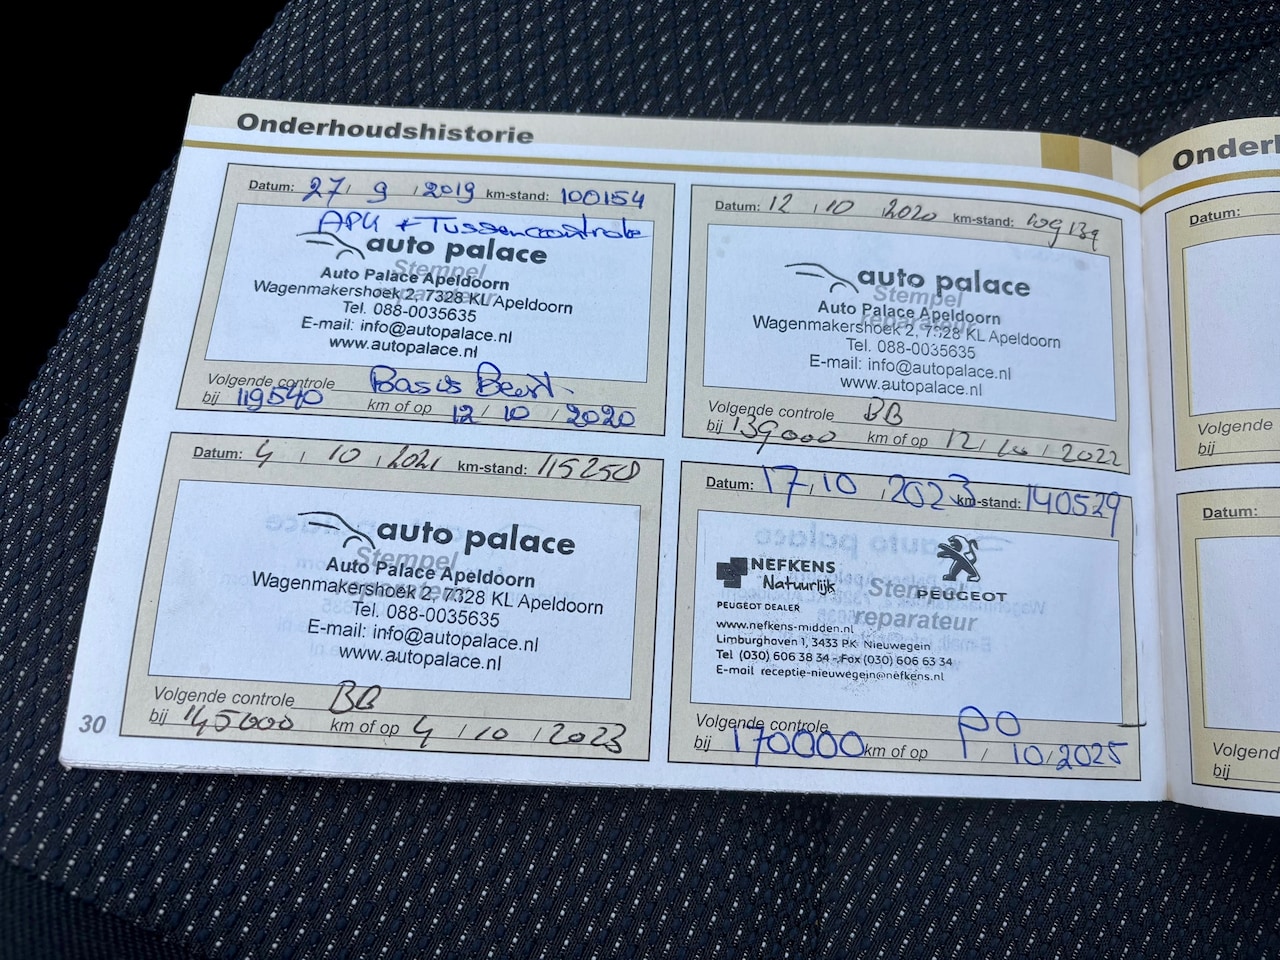 Onderhoudshistorie
Datum: 27 / 9 / 2019 km-stand: 100154
APK + Tussencontrole
auto palace
Stempel
reparateur
Auto Palace Apeldoorn
Wagenmakershoek 2, 7328 KL Apeldoorn
Tel. 088-0035635
E-mail: info@autopalace.nl
www.autopalace.nl
Volgende controle Basis Beurt.
bij 119540 km of op 12 / 10 / 2020
Datum: 12 / 10 / 2020 km-stand: 109139
auto palace
Stempel
reparateur
Auto Palace Apeldoorn
Wagenmakershoek 2, 7328 KL Apeldoorn
Tel. 088-0035635
E-mail: info@autopalace.nl
www.autopalace.nl
Volgende controle BB
bij 139000 km of op 12 / 10 / 2022
Datum: 4 / 10 / 2021 km-stand: 115250
auto palace
Stempel
reparateur
Auto Palace Apeldoorn
Wagenmakershoek 2, 7328 KL Apeldoorn
Tel. 088-0035635
E-mail: info@autopalace.nl
www.autopalace.nl
Volgende controle BB
bij 145000 km of op 4 / 10 / 2023
Datum: 17 / 10 / 2023 km-stand: 140529
NEFKENS
Natuurlijk
PEUGEOT DEALER
PEUGEOT
Stempel
reparateur
www.nefkens-midden.nl
Limburghoven 1, 3433 PK Nieuwegein
Tel (030) 606 38 34 - Fax (030) 606 63 34
E-mail receptie-nieuwegein@nefkens.nl
Volgende controle PO
bij 170000 km of op / 10 / 2025
30
Onderh
Datum:
Volgende
bij
Datum:
Volgend
bij